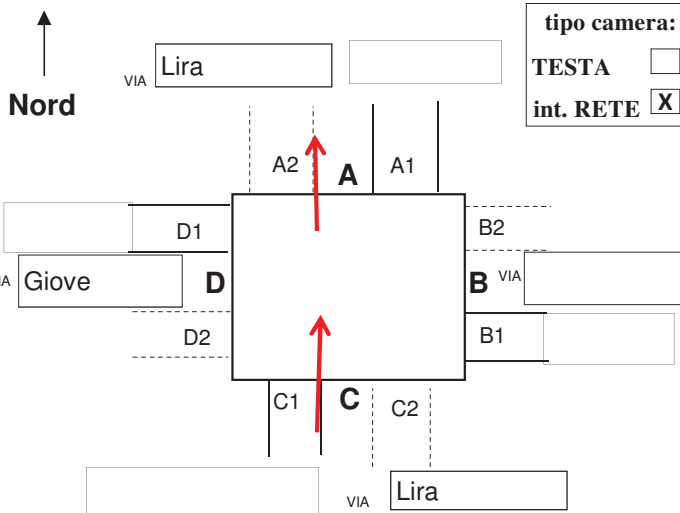 tipo camera:
VIA Lira
TESTA
Nord
int. RETE X
A2 A A1
D1 B2
VIA Giove D B VIA
D2 B1
C1 C C2
VIA Lira